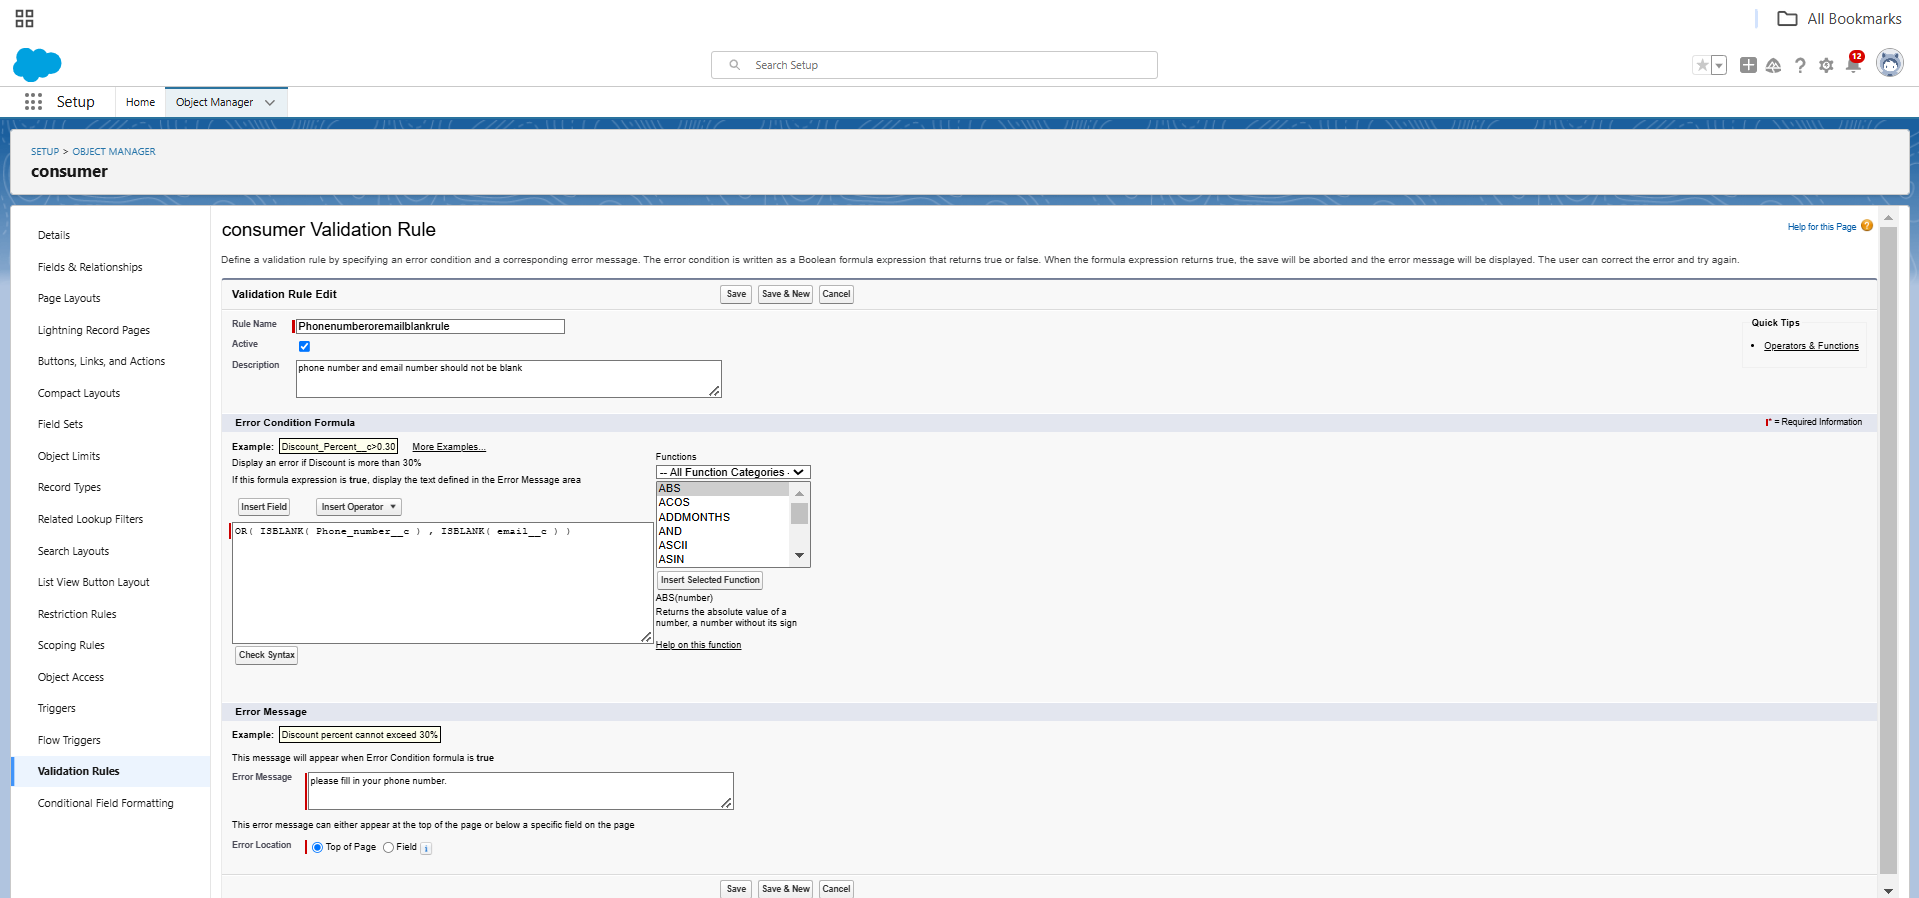 All Bookmarks
Search Setup
12
Setup
Home
Object Manager
SETUP > OBJECT MANAGER
consumer
Details
Fields & Relationships
Page Layouts
Lightning Record Pages
Buttons, Links, and Actions
Compact Layouts
Field Sets
Object Limits
Record Types
Related Lookup Filters
Search Layouts
List View Button Layout
Restriction Rules
Scoping Rules
Object Access
Triggers
Flow Triggers
Validation Rules
Conditional Field Formatting
consumer Validation Rule
Help for this Page ?
Define a validation rule by specifying an error condition and a corresponding error message. The error condition is written as a Boolean formula expression that returns true or false. When the formula expression returns true, the save will be aborted and the error message will be displayed. The user can correct the error and try again.
Validation Rule Edit
Save Save & New Cancel
Rule Name Phonenumberoremailblankrule
Active
Description phone number and email number should not be blank
Quick Tips
• Operators & Functions
Error Condition Formula
* = Required Information
Example: Discount_Percent__c>0.30 More Examples...
Display an error if Discount is more than 30%
If this formula expression is true, display the text defined in the Error Message area
Insert Field Insert Operator
OR( ISBLANK( Phone_number__c ) , ISBLANK( email__c ) )
Check Syntax
Functions
-- All Function Categories -
ABS
ACOS
ADDMONTHS
AND
ASCII
ASIN
Insert Selected Function
ABS(number)
Returns the absolute value of a
number, a number without its sign
Help on this function
Error Message
Example: Discount percent cannot exceed 30%
This message will appear when Error Condition formula is true
Error Message please fill in your phone number.
This error message can either appear at the top of the page or below a specific field on the page
Error Location Top of Page Field i
Save Save & New Cancel